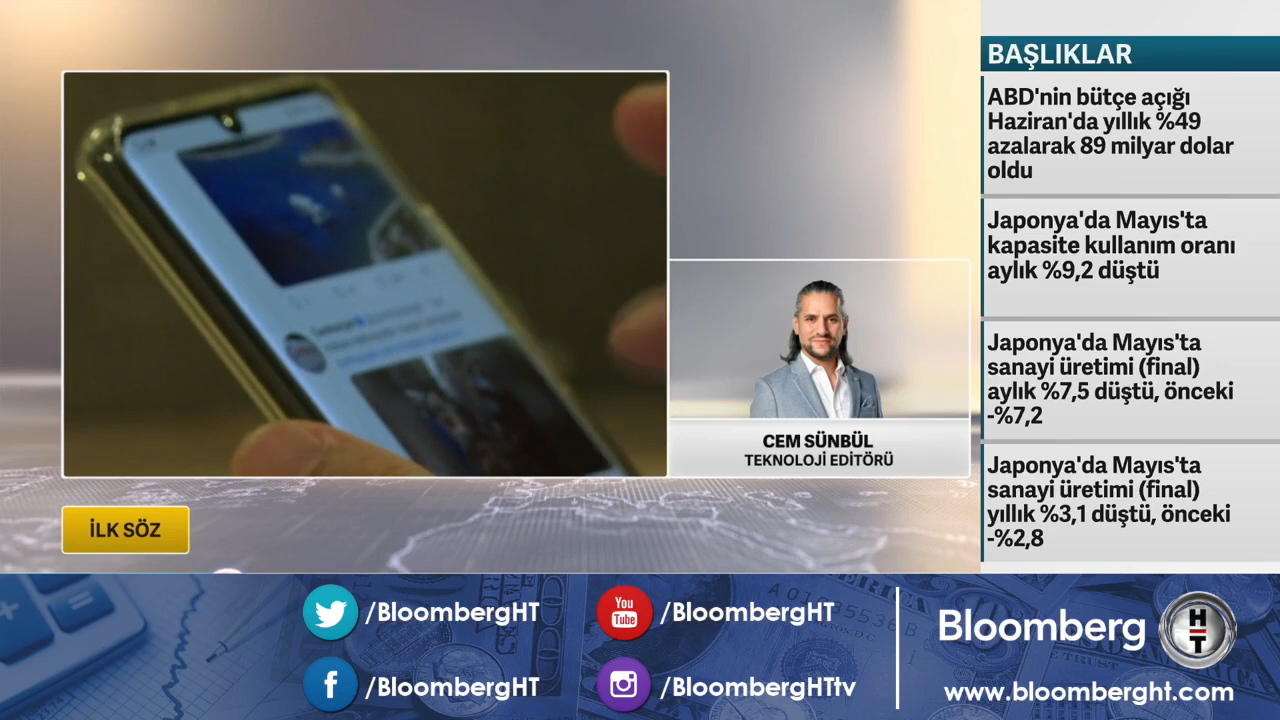 BAŞLIKLAR
ABD'nin bütçe açığı
Haziran'da yıllık %49
azalarak 89 milyar dolar
oldu
Japonya'da Mayıs'ta
kapasite kullanım oranı
aylık %9,2 düştü
Japonya'da Mayıs'ta
sanayi üretimi (final)
aylık %7,5 düştü, önceki
-%7,2
Japonya'da Mayıs'ta
sanayi üretimi (final)
yıllık %3,1 düştü, önceki
-%2,8
CEM SÜNBÜL
TEKNOLOJİ EDİTÖRÜ
İLK SÖZ
/BloombergHT
You Tube /BloombergHT
f /BloombergHT
/BloombergHTtv
Bloomberg HT
www.bloomberght.com